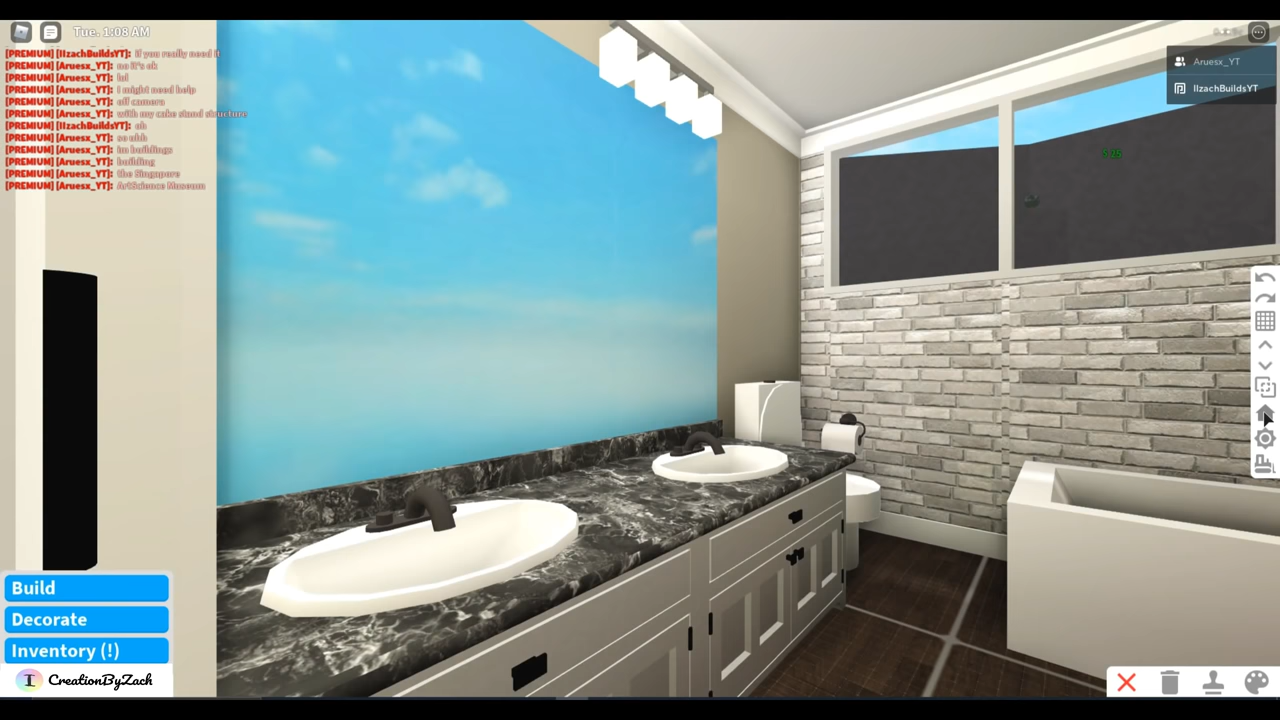 Tue. 1:08 AM
[PREMIUM] [IIzachBuildsYT]: if you really need it
[PREMIUM] [Aruesx_YT]: no it's ok
[PREMIUM] [Aruesx_YT]: lol
[PREMIUM] [Aruesx_YT]: I might need help
[PREMIUM] [Aruesx_YT]: off camera
[PREMIUM] [Aruesx_YT]: with my cake stand structure
[PREMIUM] [IIzachBuildsYT]: oh
[PREMIUM] [Aruesx_YT]: so uhh
[PREMIUM] [Aruesx_YT]: im buildings
[PREMIUM] [Aruesx_YT]: building
[PREMIUM] [Aruesx_YT]: the Singapore
[PREMIUM] [Aruesx_YT]: ArtScience Museum
Aruesx_YT
IIzachBuildsYT
Build
Decorate
Inventory (!)
CreationByZach